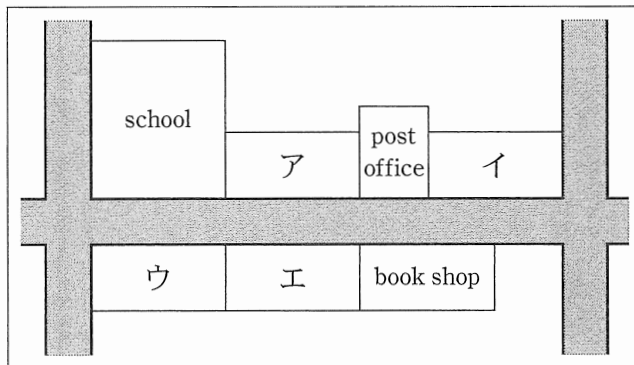 school
ア
post
office
イ
ウ
エ
book shop